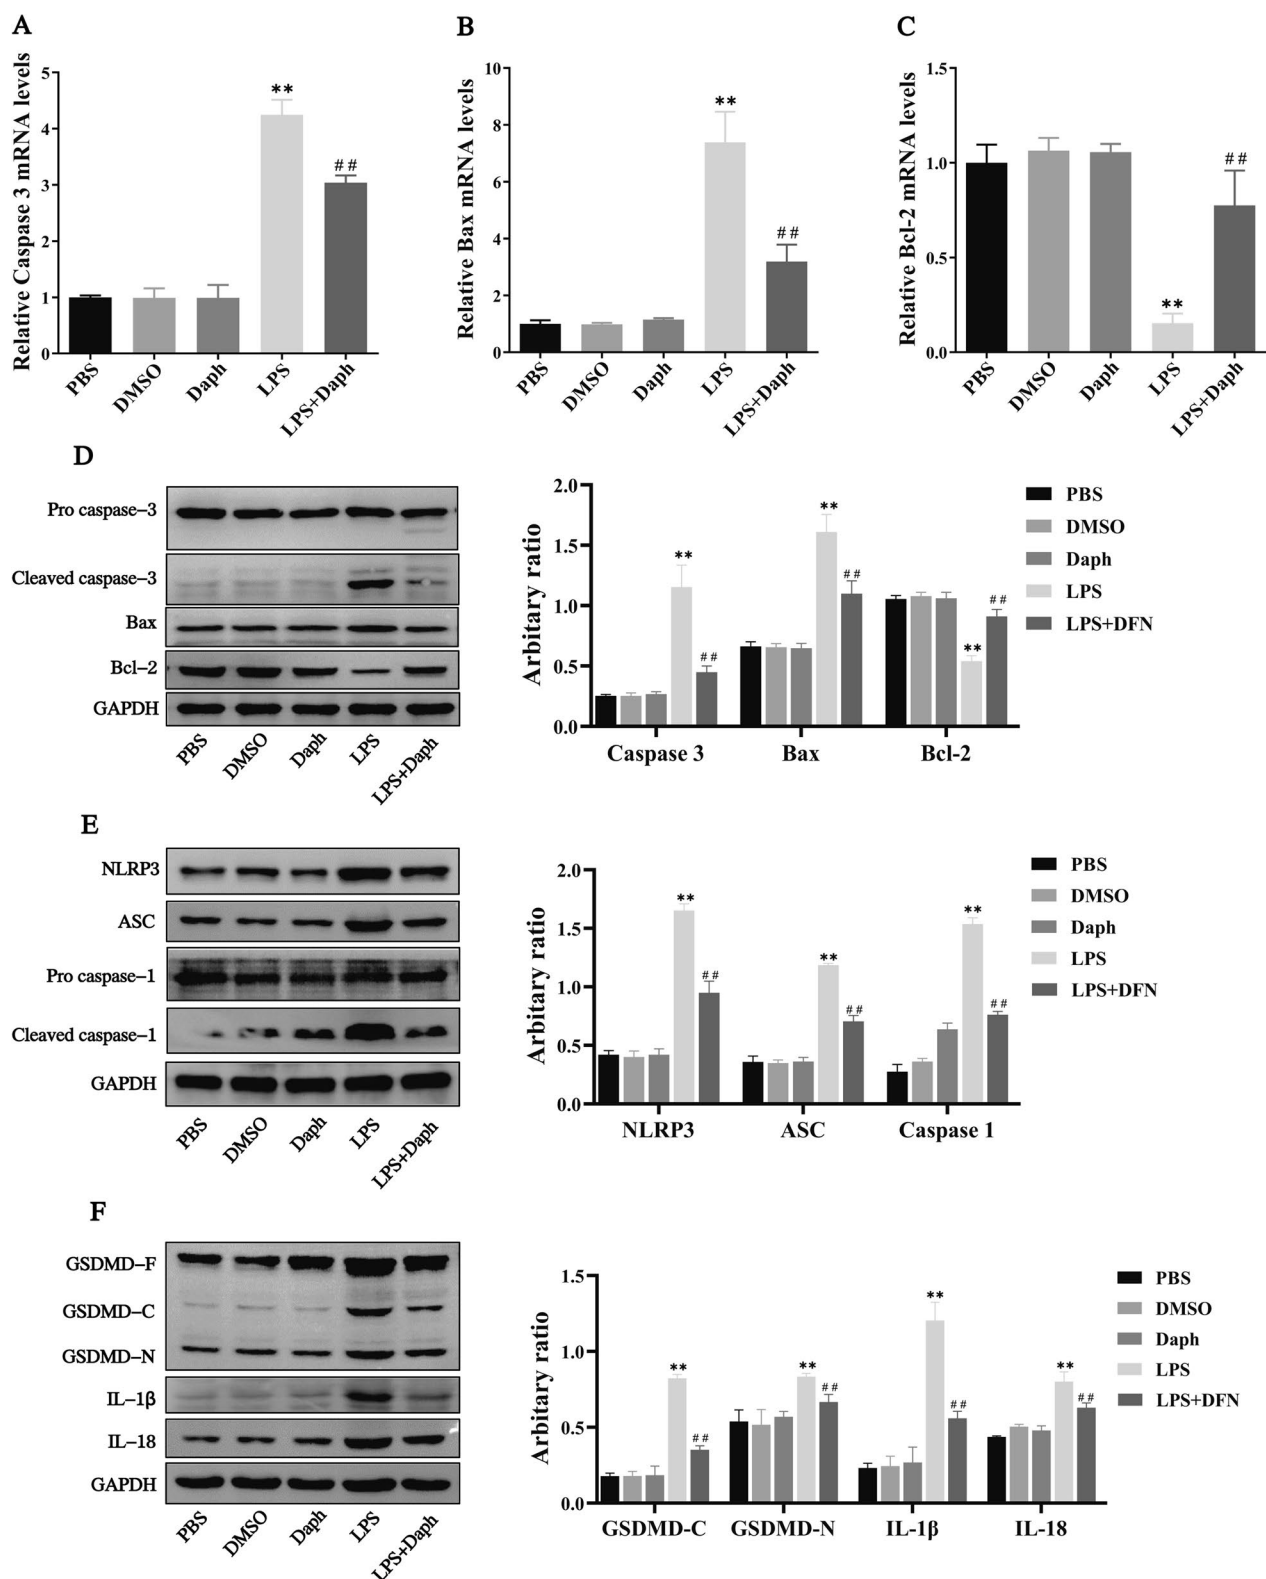 A
Relative Caspase 3 mRNA levels
5
4
3
2
1
0
**
##
PBS
DMSO
Daph
LPS
LPS+Daph
B
Relative Bax mRNA levels
10
8
6
4
2
0
**
##
PBS
DMSO
Daph
LPS
LPS+Daph
C
Relative Bcl-2 mRNA levels
1.5
1.0
0.5
0.0
**
##
PBS
DMSO
Daph
LPS
LPS+Daph
D
Pro caspase-3
Cleaved caspase-3
Bax
Bcl-2
GAPDH
PBS
DMSO
Daph
LPS
LPS+Daph
Arbitary ratio
2.0
1.5
1.0
0.5
0.0
**
##
**
##
**
##
Caspase 3
Bax
Bcl-2
PBS
DMSO
Daph
LPS
LPS+DFN
E
NLRP3
ASC
Pro caspase-1
Cleaved caspase-1
GAPDH
PBS
DMSO
Daph
LPS
LPS+Daph
Arbitary ratio
2.0
1.5
1.0
0.5
0.0
**
##
**
##
**
##
NLRP3
ASC
Caspase 1
PBS
DMSO
Daph
LPS
LPS+DFN
F
GSDMD-F
GSDMD-C
GSDMD-N
IL-1β
IL-18
GAPDH
PBS
DMSO
Daph
LPS
LPS+Daph
Arbitary ratio
1.5
1.0
0.5
0.0
**
##
**
##
**
##
**
##
GSDMD-C
GSDMD-N
IL-1β
IL-18
PBS
DMSO
Daph
LPS
LPS+DFN